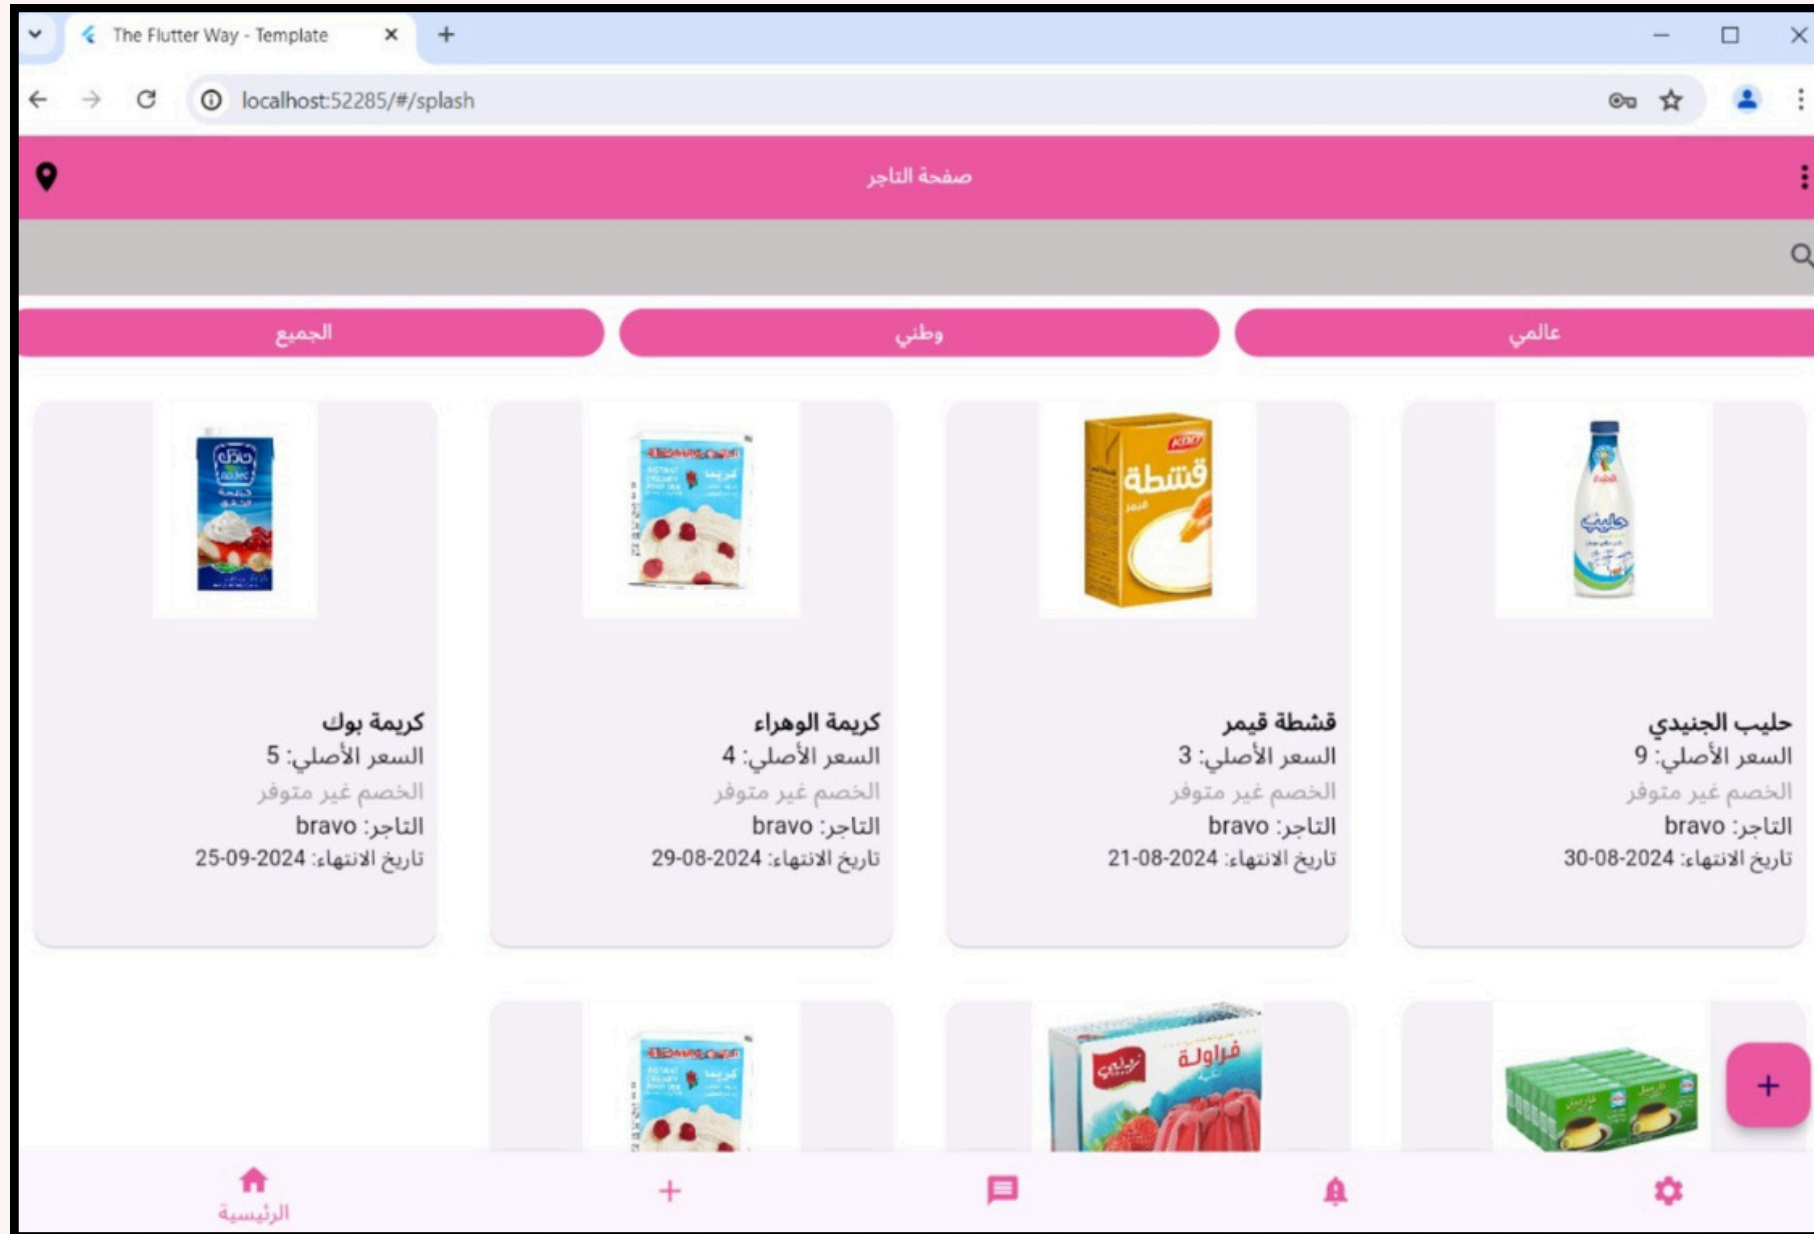 The Flutter Way - Template
localhost:52285/#/splash
صفحة التاجر
عالمي
وطني
الجميع
حليب
قشطة
قيمر
KDD
كريمة
حليب الجنيدي
السعر الأصلي: 9
الخصم غير متوفر
التاجر: bravo
تاريخ الانتهاء: 30-08-2024
قشطة قيمر
السعر الأصلي: 3
الخصم غير متوفر
التاجر: bravo
تاريخ الانتهاء: 21-08-2024
كريمة الوهراء
السعر الأصلي: 4
الخصم غير متوفر
التاجر: bravo
تاريخ الانتهاء: 29-08-2024
كريمة بوك
السعر الأصلي: 5
الخصم غير متوفر
التاجر: bravo
تاريخ الانتهاء: 25-09-2024
فراولة
الرئيسية